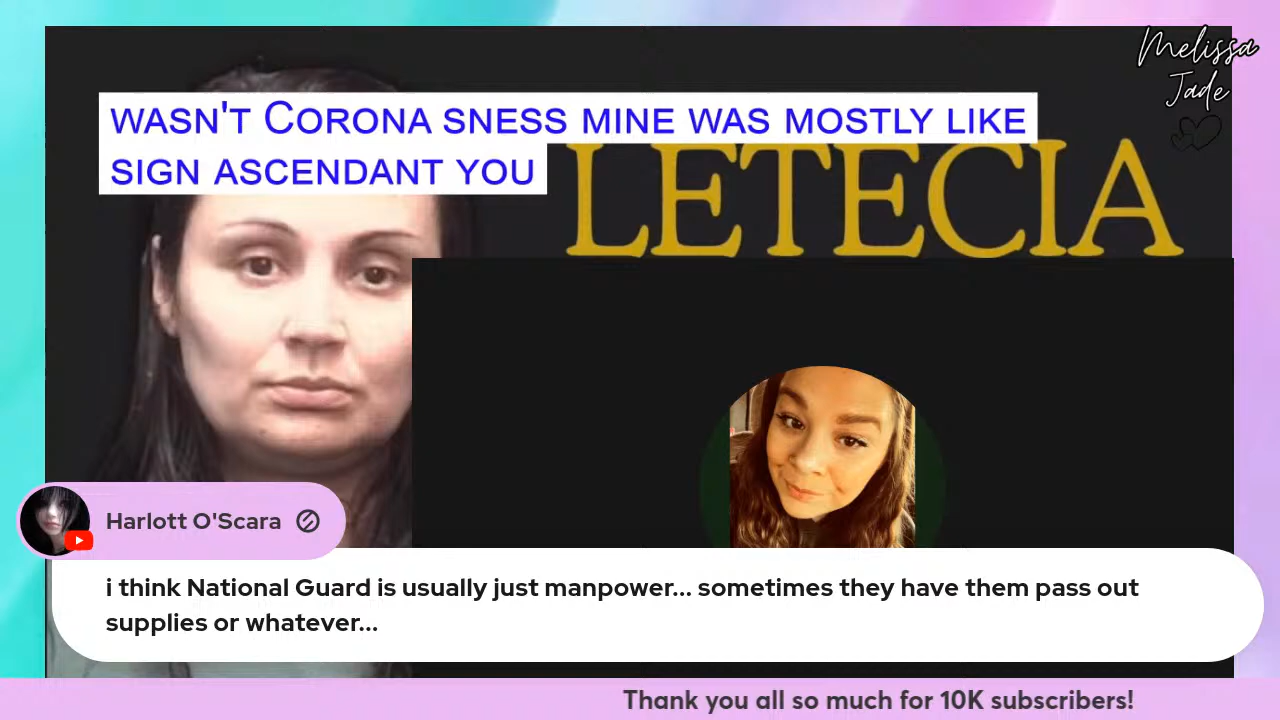 Melissa
Jade
WASN'T CORONA SNESS MINE WAS MOSTLY LIKE
SIGN ASCENDANT YOU
LETECIA
Harlott O'Scara
i think National Guard is usually just manpower... sometimes they have them pass out
supplies or whatever...
Thank you all so much for 10K subscribers!